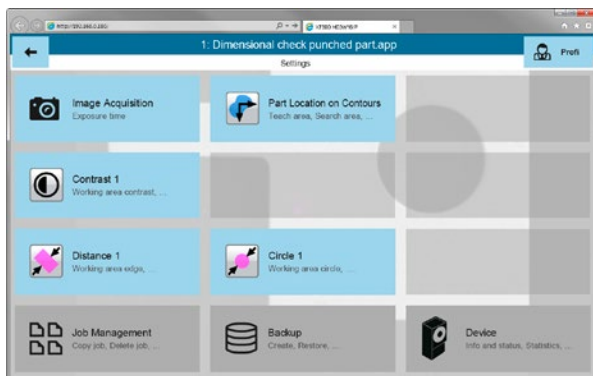 1: Dimensional check punched part.app
Settings
Profi
Image Acquisition
Exposure time
Part Location on Contours
Teach area, Search area, ...
Contrast 1
Working area contrast, ...
Distance 1
Working area edge, ...
Circle 1
Working area circle, ...
Job Management
Copy job, Delete job, ...
Backup
Create, Restore, ...
Device
Info and status, Statistics, ...